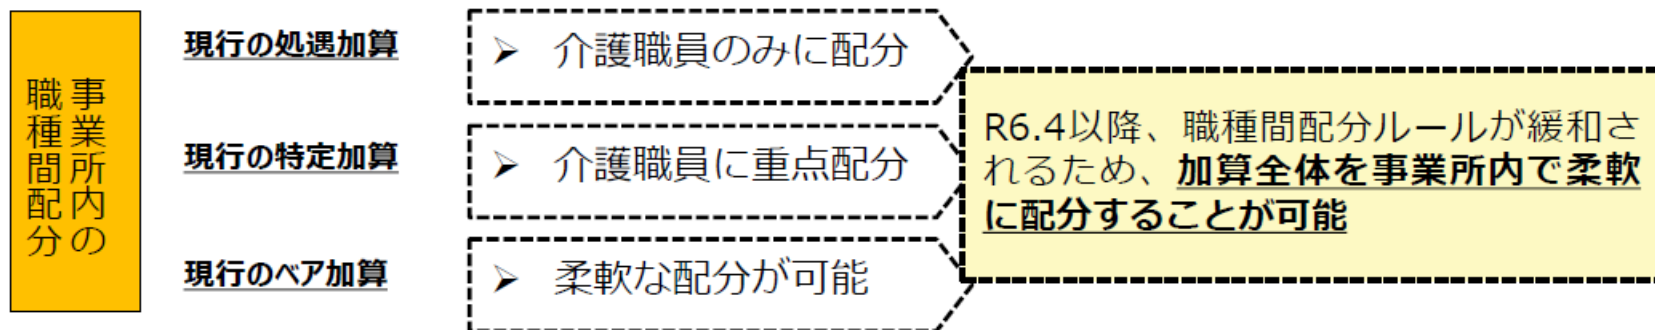 事業所内の
職種間配分
現行の処遇加算
➢ 介護職員のみに配分
現行の特定加算
➢ 介護職員に重点配分
現行のベア加算
➢ 柔軟な配分が可能
R6.4以降、職種間配分ルールが緩和さ
れるため、加算全体を事業所内で柔軟
に配分することが可能